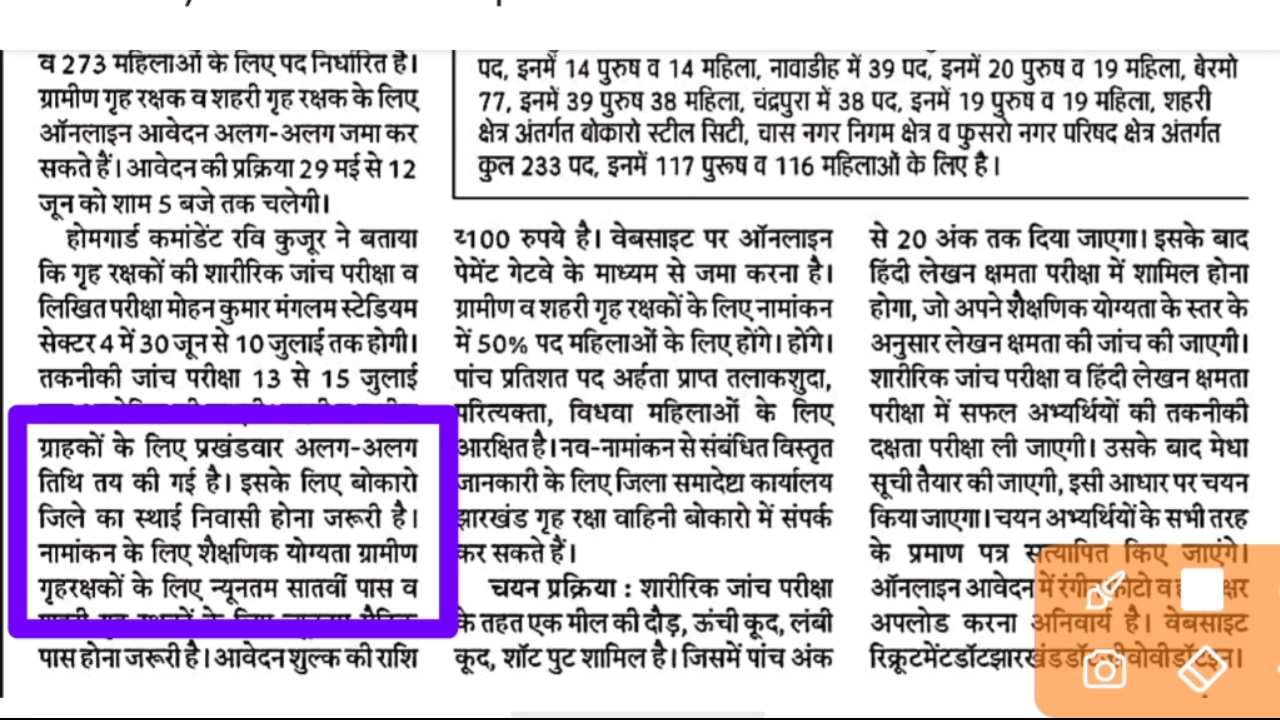 व 273 महिलाओं के लिए पद निर्धारित है।
ग्रामीण गृह रक्षक व शहरी गृह रक्षक के लिए
ऑनलाइन आवेदन अलग-अलग जमा कर
सकते हैं। आवेदन की प्रक्रिया 29 मई से 12
जून को शाम 5 बजे तक चलेगी।
होमगार्ड कमांडेंट रवि कुजूर ने बताया
कि गृह रक्षकों की शारीरिक जांच परीक्षा व
लिखित परीक्षा मोहन कुमार मंगलम स्टेडियम
सेक्टर 4 में 30 जून से 10 जुलाई तक होगी।
तकनीकी जांच परीक्षा 13 से 15 जुलाई
ग्राहकों के लिए प्रखंडवार अलग-अलग
तिथि तय की गई है। इसके लिए बोकारो
जिले का स्थाई निवासी होना जरूरी है।
नामांकन के लिए शैक्षणिक योग्यता ग्रामीण
गृहरक्षकों के लिए न्यूनतम सातवीं पास व
पास होना जरूरी है। आवेदन शुल्क की राशि
पद, इनमें 14 पुरुष व 14 महिला, नावाडीह में 39 पद, इनमें 20 पुरुष व 19 महिला, बेरमो
77, इनमें 39 पुरुष 38 महिला, चंद्रपुरा में 38 पद, इनमें 19 पुरुष व 19 महिला, शहरी
क्षेत्र अंतर्गत बोकारो स्टील सिटी, चास नगर निगम क्षेत्र व फुसरो नगर परिषद क्षेत्र अंतर्गत
कुल 233 पद, इनमें 117 पुरूष व 116 महिलाओं के लिए है।
₹100 रुपये है। वेबसाइट पर ऑनलाइन
पेमेंट गेटवे के माध्यम से जमा करना है।
ग्रामीण व शहरी गृह रक्षकों के लिए नामांकन
में 50% पद महिलाओं के लिए होंगे। होंगे।
पांच प्रतिशत पद अर्हता प्राप्त तलाकशुदा,
परित्यक्ता, विधवा महिलाओं के लिए
आरक्षित है। नव-नामांकन से संबंधित विस्तृत
जानकारी के लिए जिला समादेष्टा कार्यालय
झारखंड गृह रक्षा वाहिनी बोकारो में संपर्क
कर सकते हैं।
चयन प्रक्रिया : शारीरिक जांच परीक्षा
के तहत एक मील की दौड़, ऊंची कूद, लंबी
कूद, शॉट पुट शामिल है। जिसमें पांच अंक
से 20 अंक तक दिया जाएगा। इसके बाद
हिंदी लेखन क्षमता परीक्षा में शामिल होना
होगा, जो अपने शैक्षणिक योग्यता के स्तर के
अनुसार लेखन क्षमता की जांच की जाएगी।
शारीरिक जांच परीक्षा व हिंदी लेखन क्षमता
परीक्षा में सफल अभ्यर्थियों की तकनीकी
दक्षता परीक्षा ली जाएगी। उसके बाद मेधा
सूची तैयार की जाएगी, इसी आधार पर चयन
किया जाएगा। चयन अभ्यर्थियों के सभी तरह
के प्रमाण पत्र सत्यापित किए जाएंगे।
ऑनलाइन आवेदन में रंगीन फोटो व
अपलोड करना अनिवार्य है। वेबसाइट